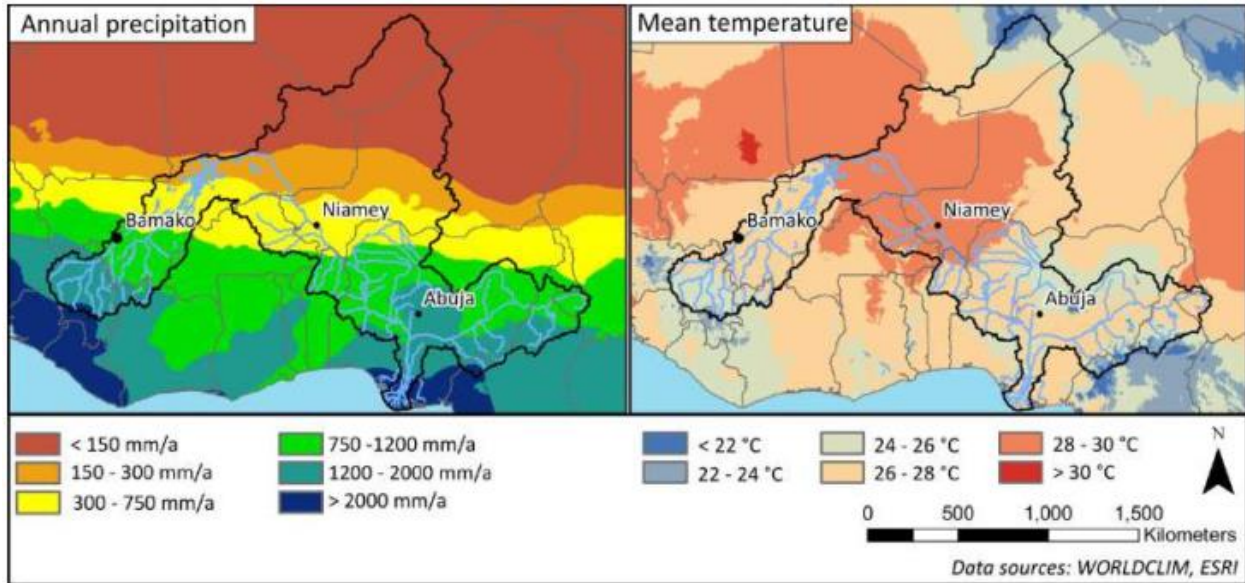 Annual precipitation
Bamako
Niamey
Abuja
Mean temperature
Bamako
Niamey
Abuja
< 150 mm/a
150 - 300 mm/a
300 - 750 mm/a
750 -1200 mm/a
1200 - 2000 mm/a
> 2000 mm/a
< 22 °C
22 - 24 °C
24 - 26 °C
26 - 28 °C
28 - 30 °C
> 30 °C
N
0 500 1,000 1,500
Kilometers
Data sources: WORLDCLIM, ESRI